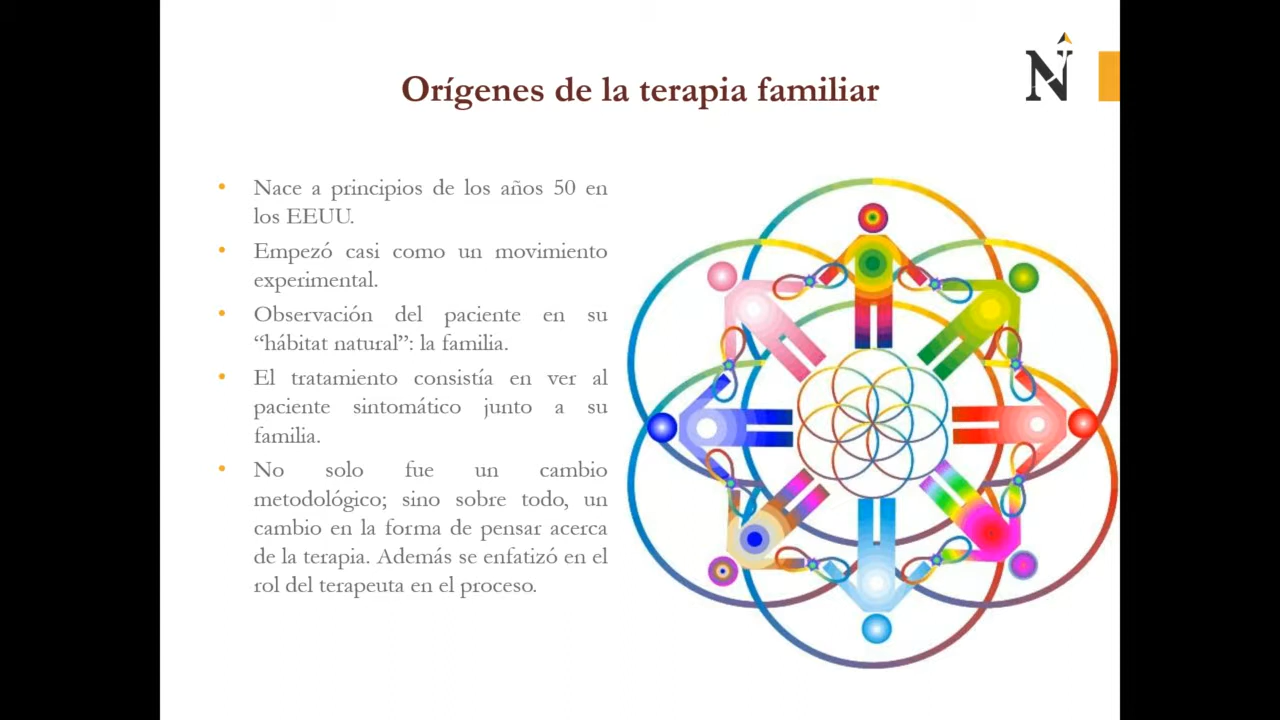 Orígenes de la terapia familiar
N
• Nace a principios de los años 50 en
los EEUU.
• Empezó casi como un movimiento
experimental.
• Observación del paciente en su
“hábitat natural”: la familia.
• El tratamiento consistía en ver al
paciente sintomático junto a su
familia.
• No solo fue un cambio
metodológico; sino sobre todo, un
cambio en la forma de pensar acerca
de la terapia. Además se enfatizó en el
rol del terapeuta en el proceso.